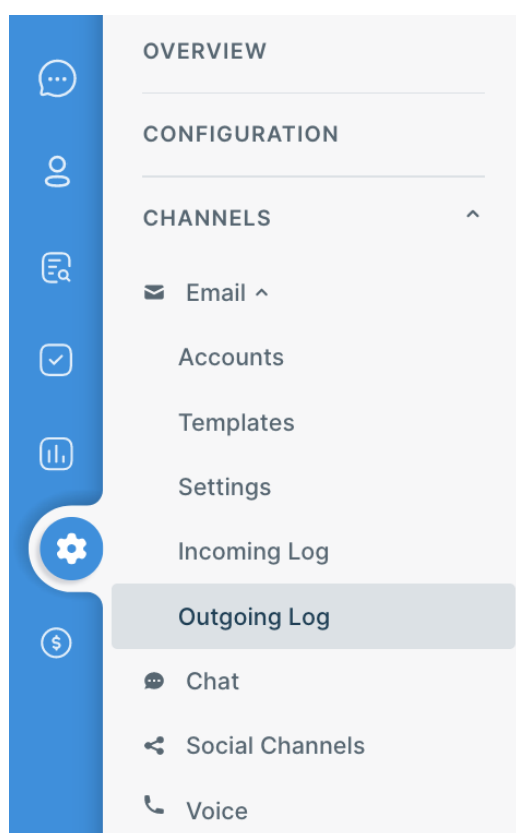 OVERVIEW
CONFIGURATION
CHANNELS
Email
Accounts
Templates
Settings
Incoming Log
Outgoing Log
Chat
Social Channels
Voice
$